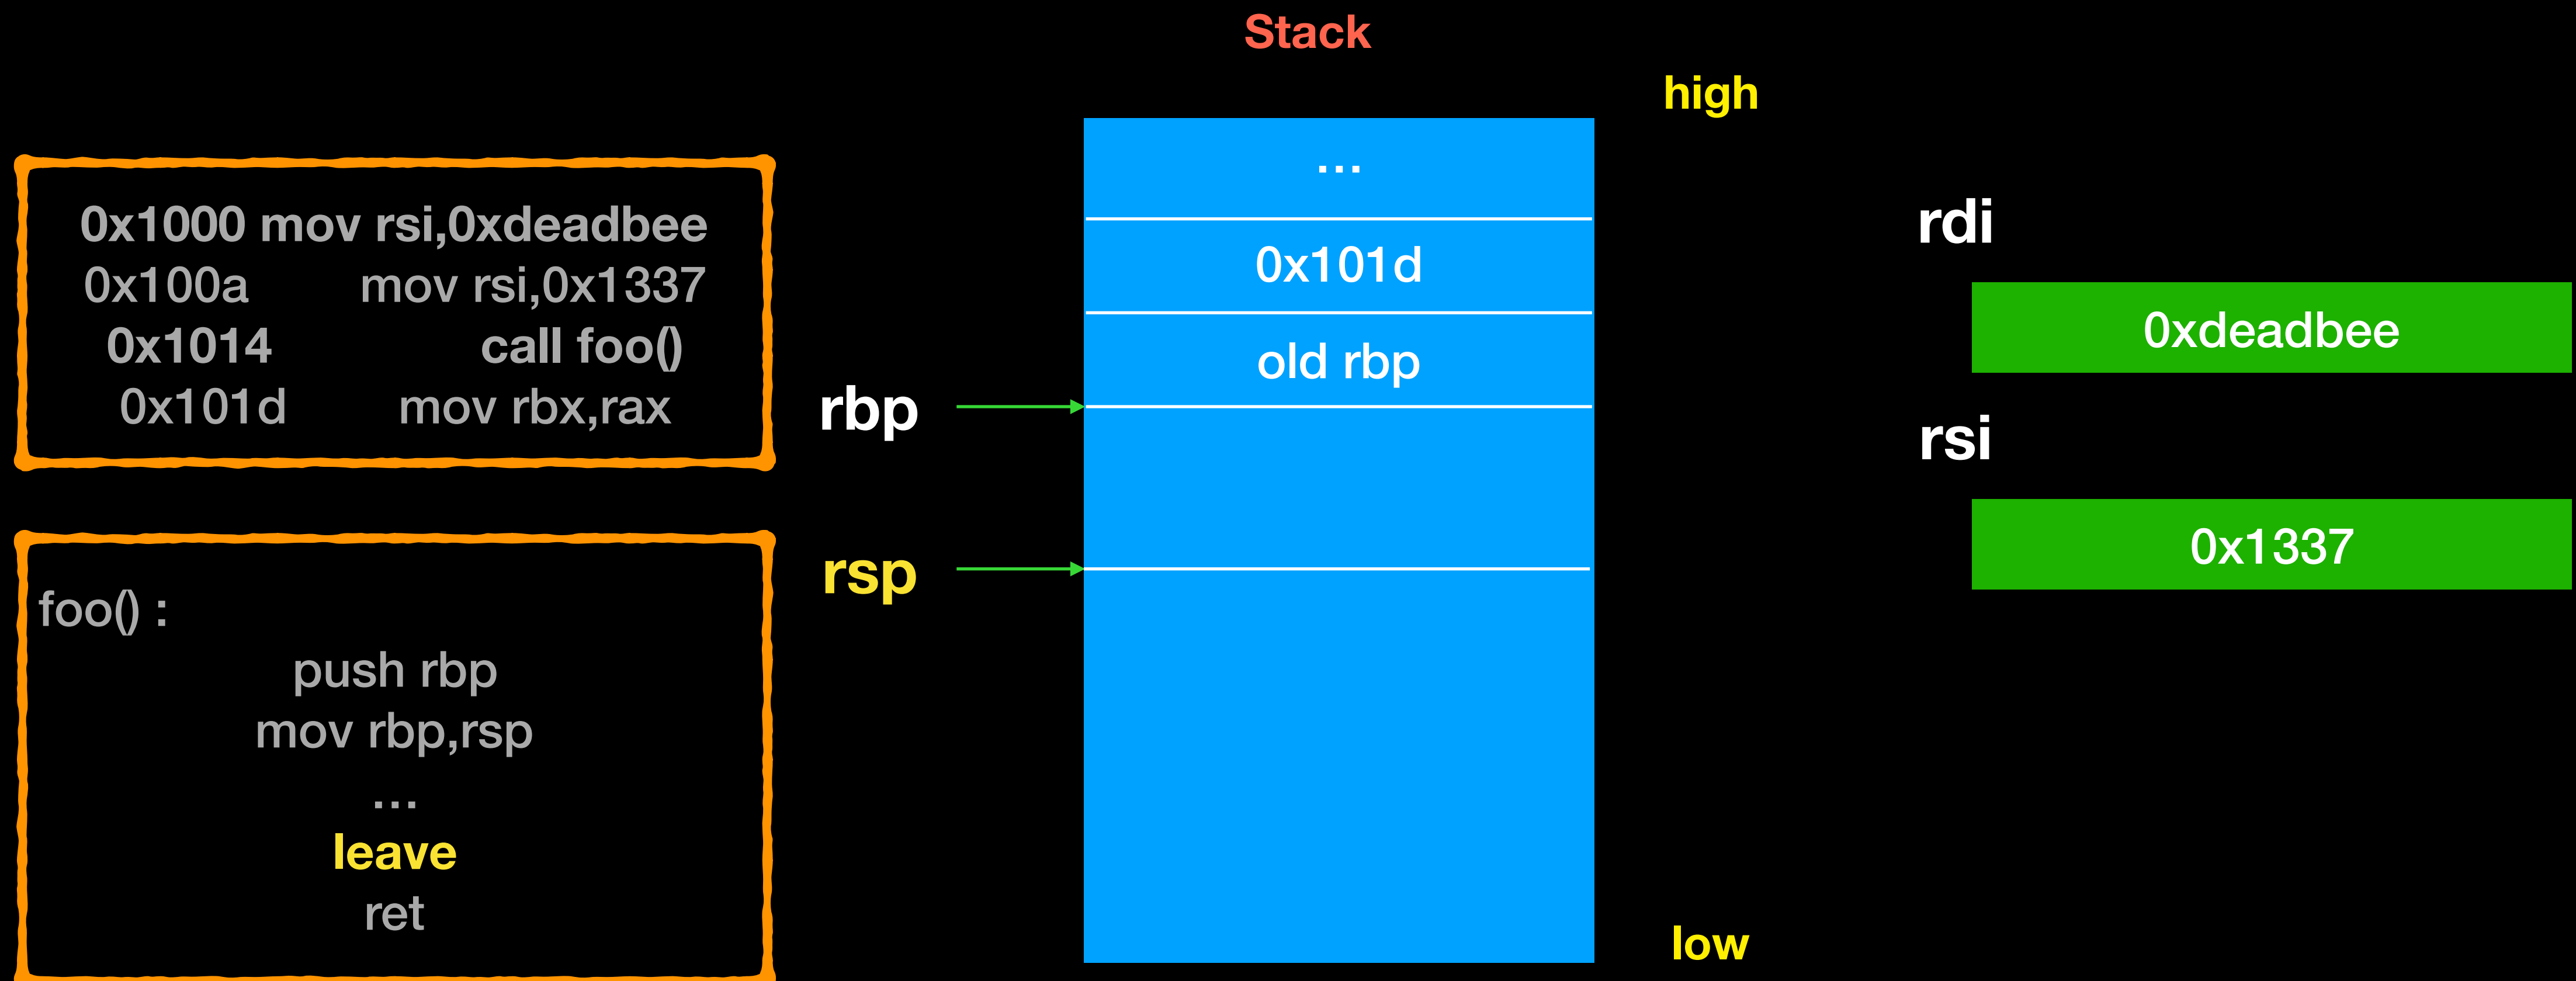 Stack
high
0x1000 mov rsi,0xdeadbee
0x100a mov rsi,0x1337
0x1014 call foo()
0x101d mov rbx,rax
foo() :
push rbp
mov rbp,rsp
...
leave
ret
rbp
rsp
...
0x101d
old rbp
low
rdi
0xdeadbee
rsi
0x1337